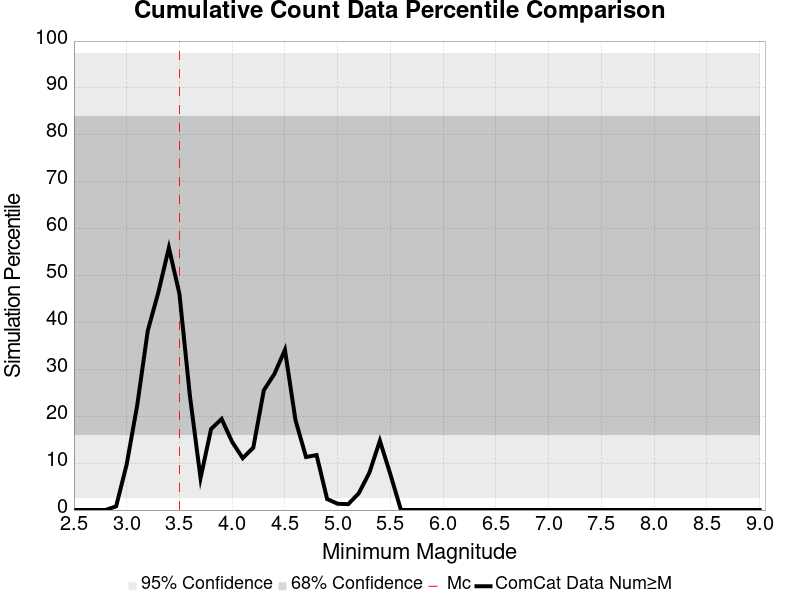 Cumulative Count Data Percentile Comparison
100
90
80
70
60
50
40
30
20
10
0
Simulation Percentile
2.5 3.0 3.5 4.0 4.5 5.0 5.5 6.0 6.5 7.0 7.5 8.0 8.5 9.0
Minimum Magnitude
95% Confidence 68% Confidence Mc ComCat Data Num≥M